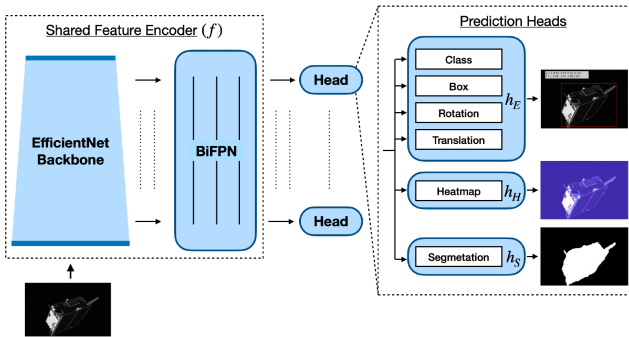 Shared Feature Encoder (f)
Prediction Heads
EfficientNet
Backbone
BiFPN
Head
Head
Class
Box
Rotation
Translation
h_E
Heatmap
h_H
Segmetation
h_S